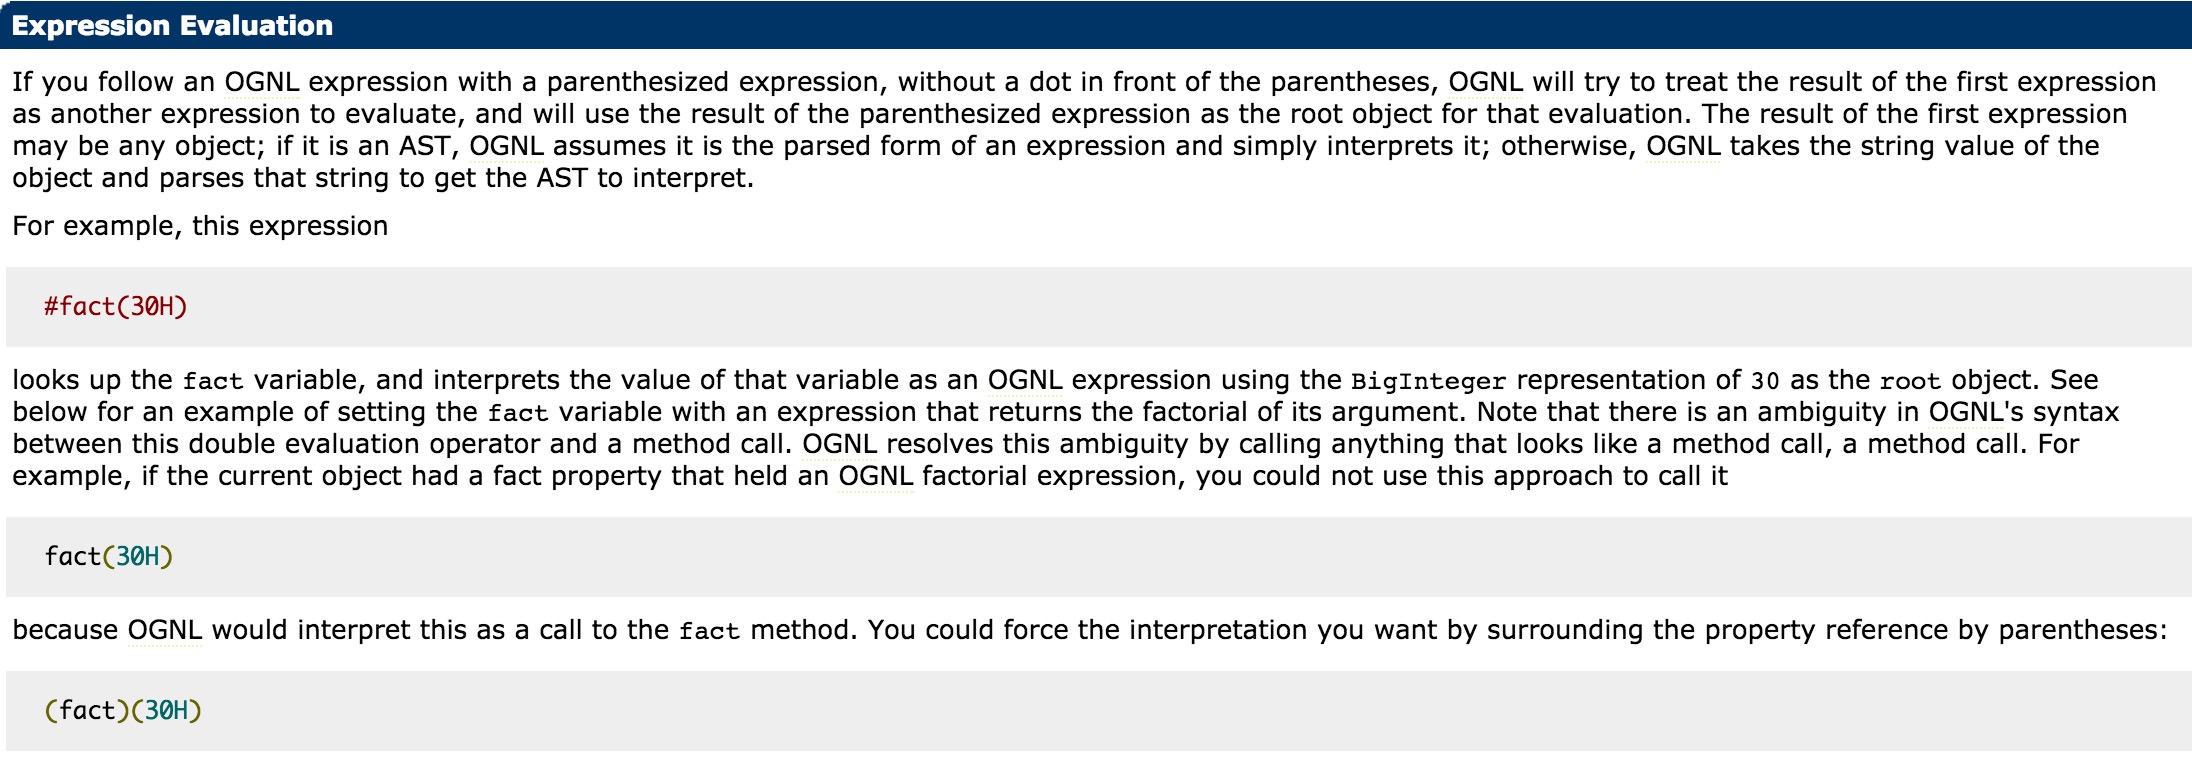 Expression Evaluation
If you follow an OGNL expression with a parenthesized expression, without a dot in front of the parentheses, OGNL will try to treat the result of the first expression
as another expression to evaluate, and will use the result of the parenthesized expression as the root object for that evaluation. The result of the first expression
may be any object; if it is an AST, OGNL assumes it is the parsed form of an expression and simply interprets it; otherwise, OGNL takes the string value of the
object and parses that string to get the AST to interpret.
For example, this expression
#fact(30H)
looks up the fact variable, and interprets the value of that variable as an OGNL expression using the BigInteger representation of 30 as the root object. See
below for an example of setting the fact variable with an expression that returns the factorial of its argument. Note that there is an ambiguity in OGNL's syntax
between this double evaluation operator and a method call. OGNL resolves this ambiguity by calling anything that looks like a method call, a method call. For
example, if the current object had a fact property that held an OGNL factorial expression, you could not use this approach to call it
fact(30H)
because OGNL would interpret this as a call to the fact method. You could force the interpretation you want by surrounding the property reference by parentheses:
(fact)(30H)